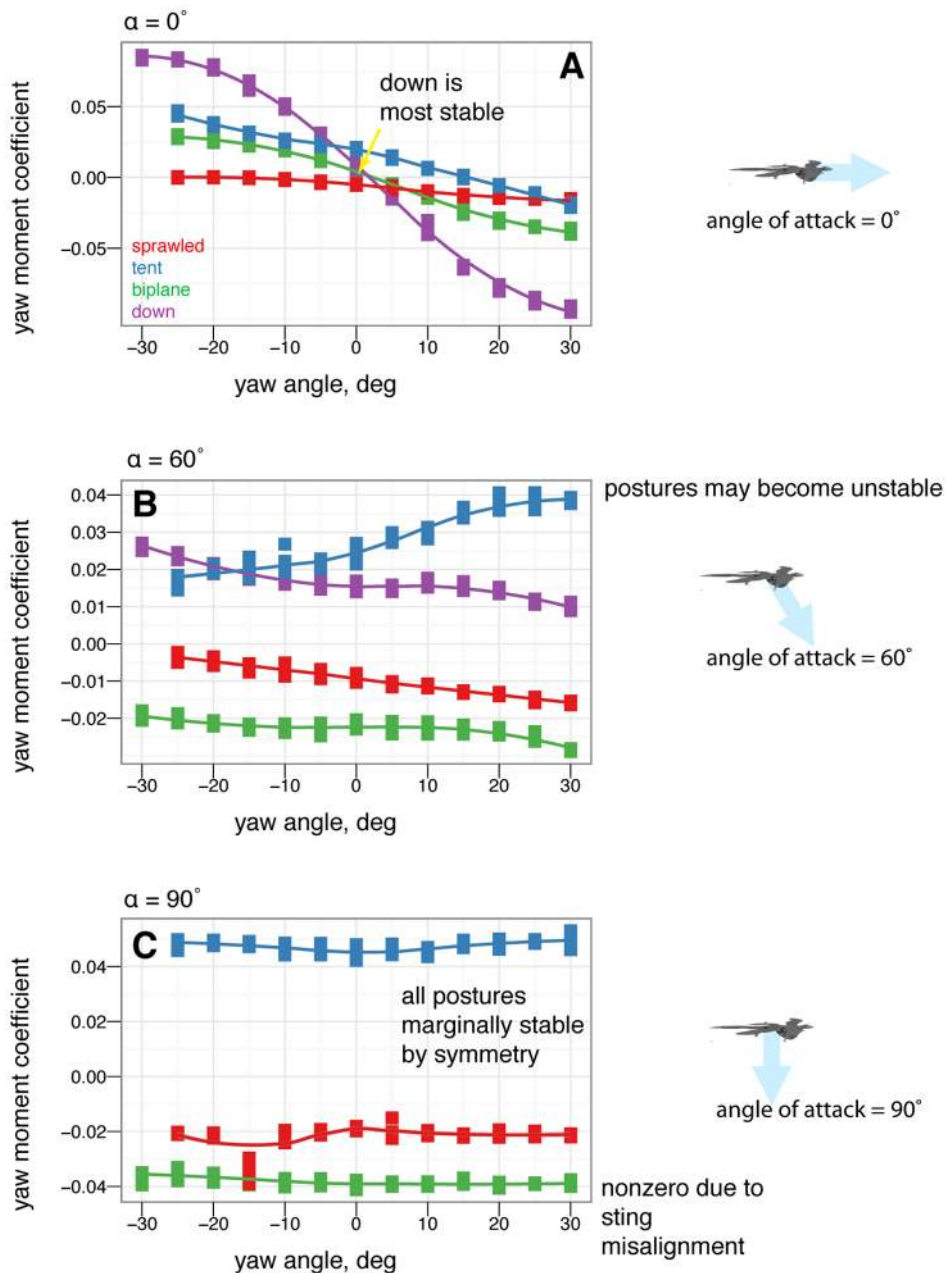 α = 0°
A
down is
most stable
yaw moment coefficient
0.05
0.00
−0.05
sprawled
tent
biplane
down
−30
−20
−10
0
10
20
30
yaw angle, deg
angle of attack = 0°
α = 60°
B
postures may become unstable
yaw moment coefficient
0.04
0.03
0.02
0.01
0.00
−0.01
−0.02
−30
−20
−10
0
10
20
30
yaw angle, deg
angle of attack = 60°
α = 90°
C
all postures
marginally stable
by symmetry
yaw moment coefficient
0.04
0.02
0.00
−0.02
−0.04
−30
−20
−10
0
10
20
30
yaw angle, deg
angle of attack = 90°
nonzero due to
sting
misalignment